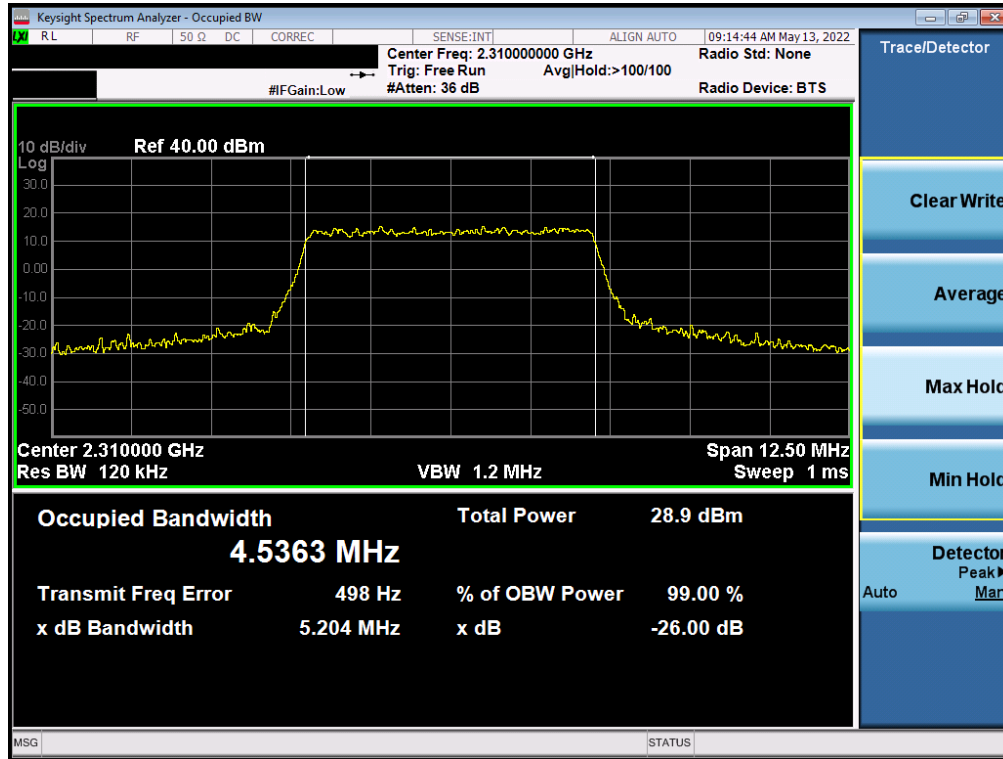 Keysight Spectrum Analyzer - Occupied BW
LXI RL RF 50 Ω DC CORREC SENSE:INT ALIGN AUTO 09:14:44 AM May 13, 2022
Center Freq: 2.310000000 GHz Radio Std: None
Trig: Free Run Avg|Hold:>100/100
#IFGain:Low #Atten: 36 dB Radio Device: BTS
Trace/Detector
10 dB/div Ref 40.00 dBm
Log
30.0
20.0
10.0
0.00
-10.0
-20.0
-30.0
-40.0
-50.0
Center 2.310000 GHz Span 12.50 MHz
Res BW 120 kHz VBW 1.2 MHz Sweep 1 ms
Occupied Bandwidth Total Power 28.9 dBm
4.5363 MHz
Transmit Freq Error 498 Hz % of OBW Power 99.00 %
x dB Bandwidth 5.204 MHz x dB -26.00 dB
Clear Write
Average
Max Hold
Min Hold
Detector
Peak
Auto Man
MSG STATUS